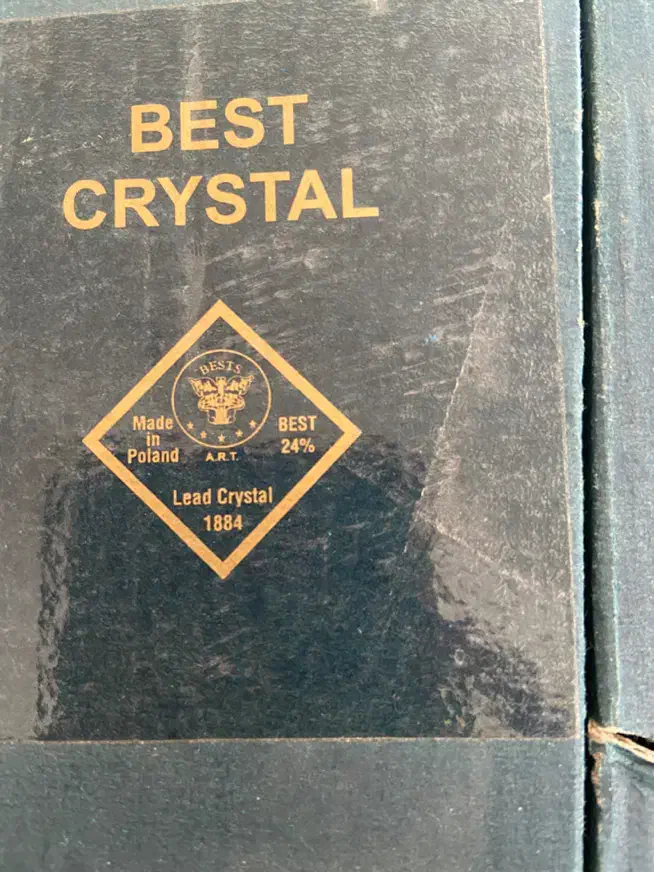 BEST
CRYSTAL
BESTS
Made
in
Poland
A.R.T.
BEST
24%
Lead Crystal
1884